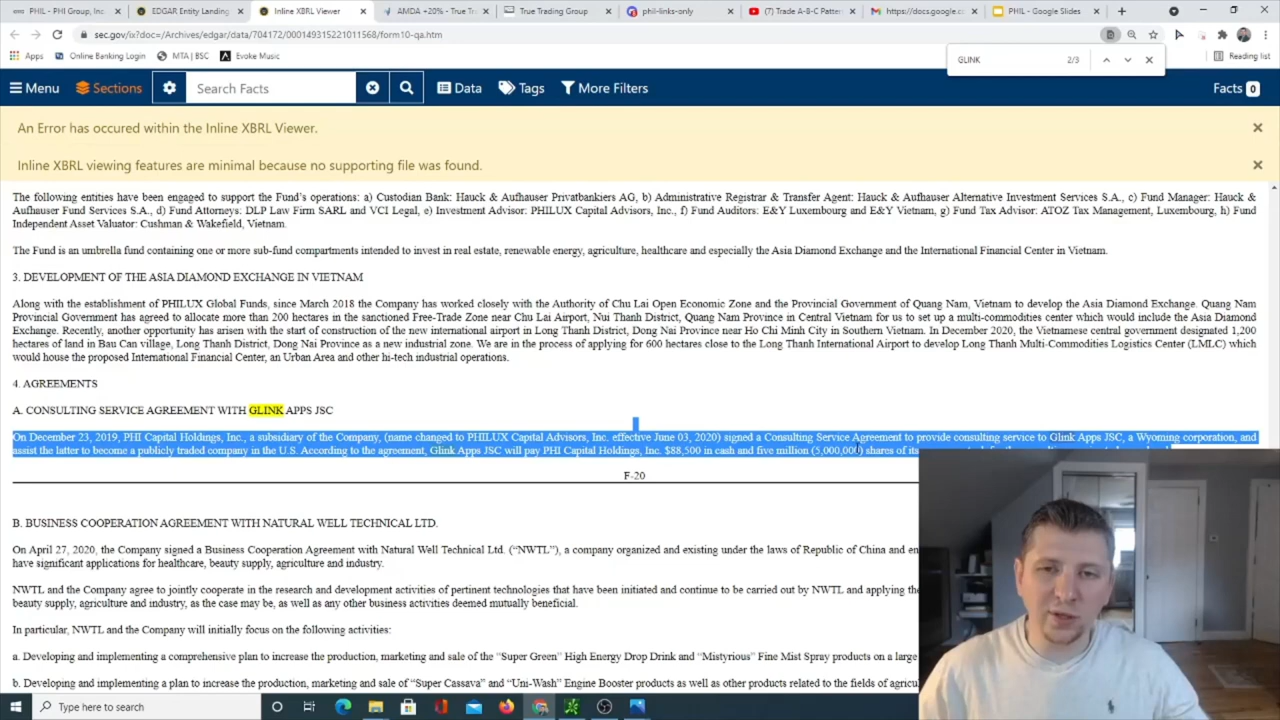 PHIL - PHI Group, Inc.
EDGAR Entity Landing
Inline XBRL Viewer
AMDA +20% - True Tr
True Trading Group
phil-links-only
(7) Trade A-B-C Patter
https://docs.google.c
PHIL - Google Slides
sec.gov/ix?doc=/Archives/edgar/data/704172/000149315221011568/form10-qa.htm
Apps
Online Banking Login
MTA | BSC
Evoke Music
GLINK
2/3
Reading list
Menu
Sections
Search Facts
Data
Tags
More Filters
Facts 0
An Error has occured within the Inline XBRL Viewer.
Inline XBRL viewing features are minimal because no supporting file was found.
The following entities have been engaged to support the Fund's operations: a) Custodian Bank: Hauck & Aufhauser Privatbankiers AG, b) Administrative Registrar & Transfer Agent: Hauck & Aufhauser Alternative Investment Services S.A., c) Fund Manager: Hauck &
Aufhauser Fund Services S.A., d) Fund Attorneys: DLP Law Firm SARL and VCI Legal, e) Investment Advisor: PHILUX Capital Advisors, Inc., f) Fund Auditors: E&Y Luxembourg and E&Y Vietnam, g) Fund Tax Advisor: ATOZ Tax Management, Luxembourg, h) Fund
Independent Asset Valuator: Cushman & Wakefield, Vietnam.
The Fund is an umbrella fund containing one or more sub-fund compartments intended to invest in real estate, renewable energy, agriculture, healthcare and especially the Asia Diamond Exchange and the International Financial Center in Vietnam.
3. DEVELOPMENT OF THE ASIA DIAMOND EXCHANGE IN VIETNAM
Along with the establishment of PHILUX Global Funds, since March 2018 the Company has worked closely with the Authority of Chu Lai Open Economic Zone and the Provincial Government of Quang Nam, Vietnam to develop the Asia Diamond Exchange. Quang Nam
Provincial Government has agreed to allocate more than 200 hectares in the sanctioned Free-Trade Zone near Chu Lai Airport, Nui Thanh District, Quang Nam Province in Central Vietnam for us to set up a multi-commodities center which would include the Asia Diamond
Exchange. Recently, another opportunity has arisen with the start of construction of the new international airport in Long Thanh District, Dong Nai Province near Ho Chi Minh City in Southern Vietnam. In December 2020, the Vietnamese central government designated 1,200
hectares of land in Bau Can village, Long Thanh District, Dong Nai Province as a new industrial zone. We are in the process of applying for 600 hectares close to the Long Thanh International Airport to develop Long Thanh Multi-Commodities Logistics Center (LMLC) which
would house the proposed International Financial Center, an Urban Area and other hi-tech industrial operations.
4. AGREEMENTS
A. CONSULTING SERVICE AGREEMENT WITH GLINK APPS JSC
On December 23, 2019, PHI Capital Holdings, Inc., a subsidiary of the Company, (name changed to PHILUX Capital Advisors, Inc. effective June 03, 2020) signed a Consulting Service Agreement to provide consulting service to Glink Apps JSC, a Wyoming corporation, and
assist the latter to become a publicly traded company in the U.S. According to the agreement, Glink Apps JSC will pay PHI Capital Holdings, Inc. $88,500 in cash and five million (5,000,000) shares of its
F-20
B. BUSINESS COOPERATION AGREEMENT WITH NATURAL WELL TECHNICAL LTD.
On April 27, 2020, the Company signed a Business Cooperation Agreement with Natural Well Technical Ltd. (“NWTL”), a company organized and existing under the laws of Republic of China and en
have significant applications for healthcare, beauty supply, agriculture and industry.
NWTL and the Company agree to jointly cooperate in the research and development activities of pertinent technologies that have been initiated and continue to be carried out by NWTL and applying the
beauty supply, agriculture and industry, as the case may be, as well as any other business activities deemed mutually beneficial.
In particular, NWTL and the Company will initially focus on the following activities:
a. Developing and implementing a comprehensive plan to increase the production, marketing and sale of the “Super Green” High Energy Drop Drink and “Mistyrious” Fine Mist Spray products on a large
b. Developing and implementing a plan to increase the production, marketing and sale of “Super Cassava” and “Uni-Wash” Engine Booster products as well as other products related to the fields of agricul
Type here to search